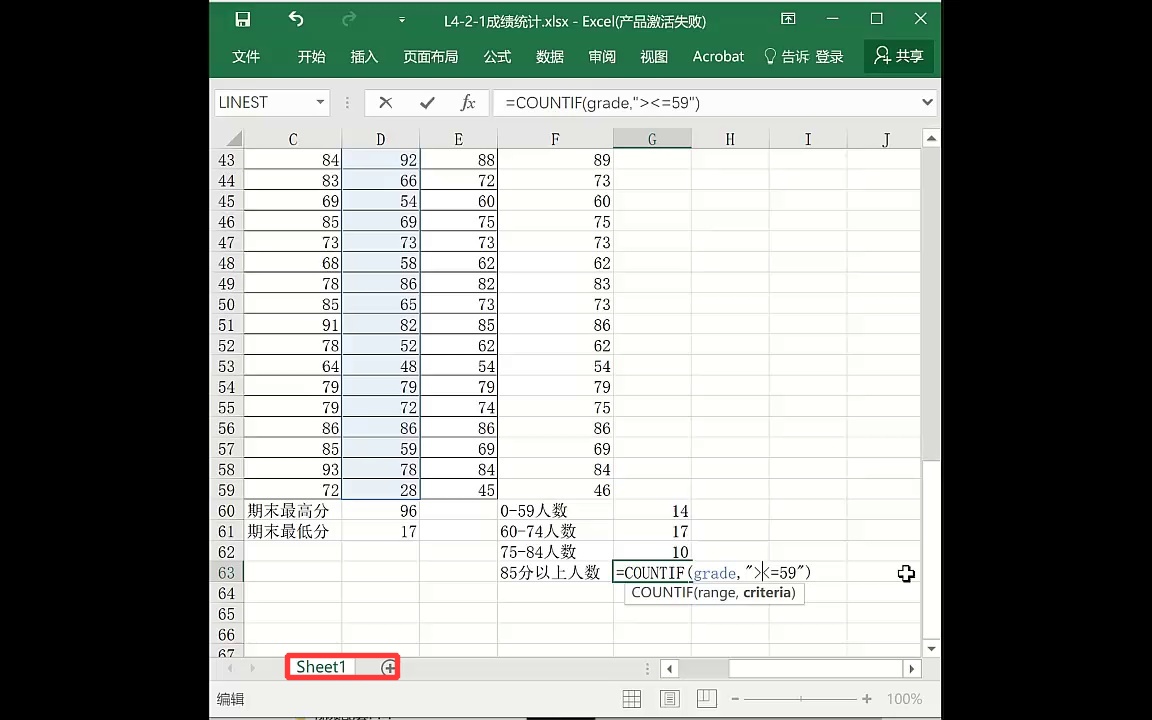 L4-2-1成绩统计.xlsx - Excel(产品激活失败)
文件 开始 插入 页面布局 公式 数据 审阅 视图 Acrobat 告诉 登录 共享
LINEST fx =COUNTIF(grade,"><=59")
C D E F G H I J
43 84 92 88 89
44 83 66 72 73
45 69 54 60 60
46 85 69 75 75
47 73 73 73 73
48 68 58 62 62
49 78 86 82 83
50 85 65 73 73
51 91 82 85 86
52 78 52 62 62
53 64 48 54 54
54 79 79 79 79
55 79 72 74 75
56 86 86 86 86
57 85 59 69 69
58 93 78 84 84
59 72 28 45 46
60 期末最高分 96 0-59人数 14
61 期末最低分 17 60-74人数 17
62 75-84人数 10
63 85分以上人数 =COUNTIF(grade,"><=59")
64 COUNTIF(range, criteria)
65
66
67
Sheet1
编辑 100%